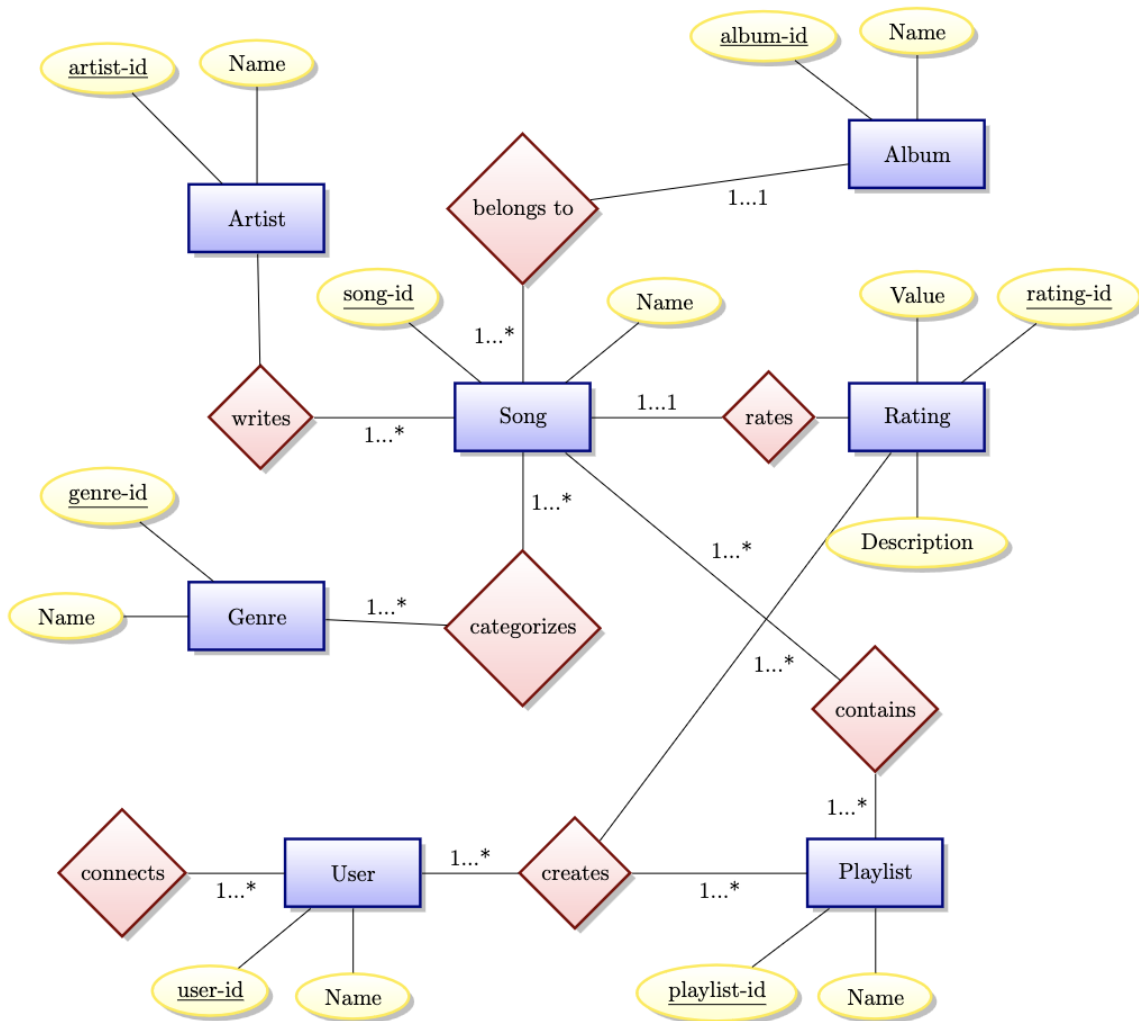 album-id
Name
artist-id
Name
Album
belongs to
1...1
Artist
song-id
Name
Value
rating-id
1...*
writes
1...*
Song
1...1
rates
Rating
genre-id
1...*
1...*
Description
Name
Genre
1...*
categorizes
1...*
contains
1...*
connects
1...*
User
1...*
creates
1...*
Playlist
user-id
Name
playlist-id
Name